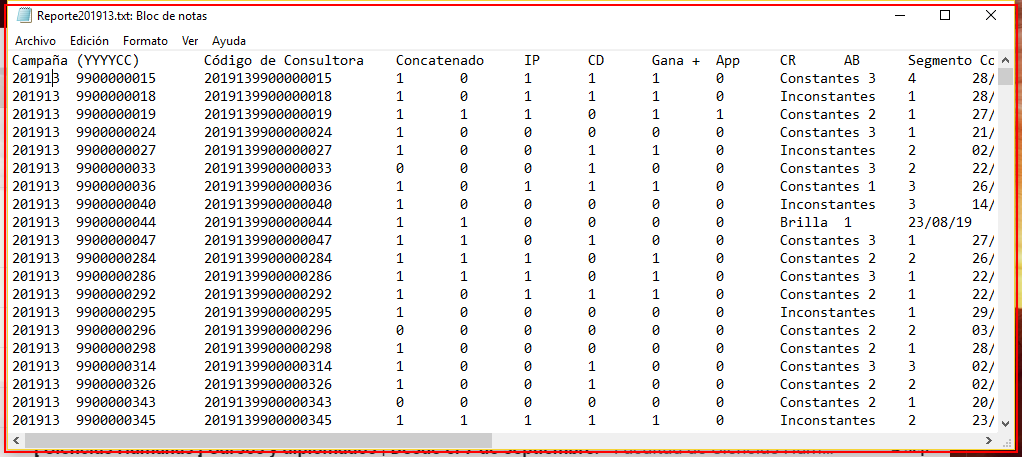 Reporte201913.txt: Bloc de notas
Archivo Edición Formato Ver Ayuda
Campaña (YYYYCC) Código de Consultora Concatenado IP CD Gana + App CR AB Segmento Co
201913 9900000015 2019139900000015 1 0 1 1 1 0 Constantes 3 4 28/
201913 9900000018 2019139900000018 1 0 1 1 1 0 Inconstantes 1 28/
201913 9900000019 2019139900000019 1 1 1 0 1 1 Constantes 2 1 27/
201913 9900000024 2019139900000024 1 0 0 0 0 0 Constantes 3 1 21/
201913 9900000027 2019139900000027 1 0 0 1 1 0 Inconstantes 2 02/
201913 9900000033 2019139900000033 0 0 0 1 0 0 Constantes 3 2 22/
201913 9900000036 2019139900000036 1 0 1 1 1 0 Constantes 1 3 26/
201913 9900000040 2019139900000040 1 0 0 0 0 0 Inconstantes 3 14/
201913 9900000044 2019139900000044 1 1 0 0 0 0 Brilla 1 23/08/19
201913 9900000047 2019139900000047 1 1 0 1 0 0 Constantes 3 1 27/
201913 9900000284 2019139900000284 1 1 1 0 1 0 Constantes 2 2 26/
201913 9900000286 2019139900000286 1 1 1 0 1 0 Constantes 3 1 22/
201913 9900000292 2019139900000292 1 0 1 1 1 0 Constantes 2 1 22/
201913 9900000295 2019139900000295 1 0 0 0 0 0 Inconstantes 1 29/
201913 9900000296 2019139900000296 0 0 0 0 0 0 Constantes 2 2 03/
201913 9900000298 2019139900000298 1 0 0 0 0 0 Constantes 2 1 28/
201913 9900000314 2019139900000314 1 0 0 1 0 0 Constantes 3 3 02/
201913 9900000326 2019139900000326 1 0 0 1 0 0 Constantes 2 2 02/
201913 9900000343 2019139900000343 0 0 0 0 0 0 Constantes 2 1 20/
201913 9900000345 2019139900000345 1 1 1 1 1 0 Inconstantes 2 23/